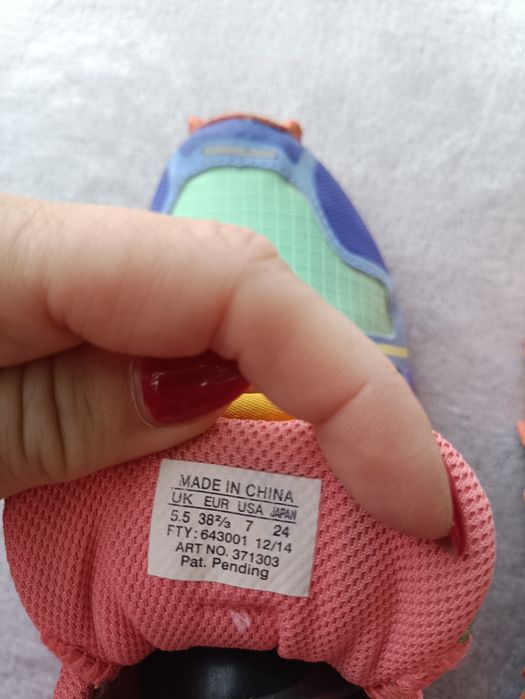 MADE IN CHINA
UK EUR USA JAPAN
5.5 38²/₃ 7 24
FTY: 643001 12/14
ART NO. 371303
Pat. Pending